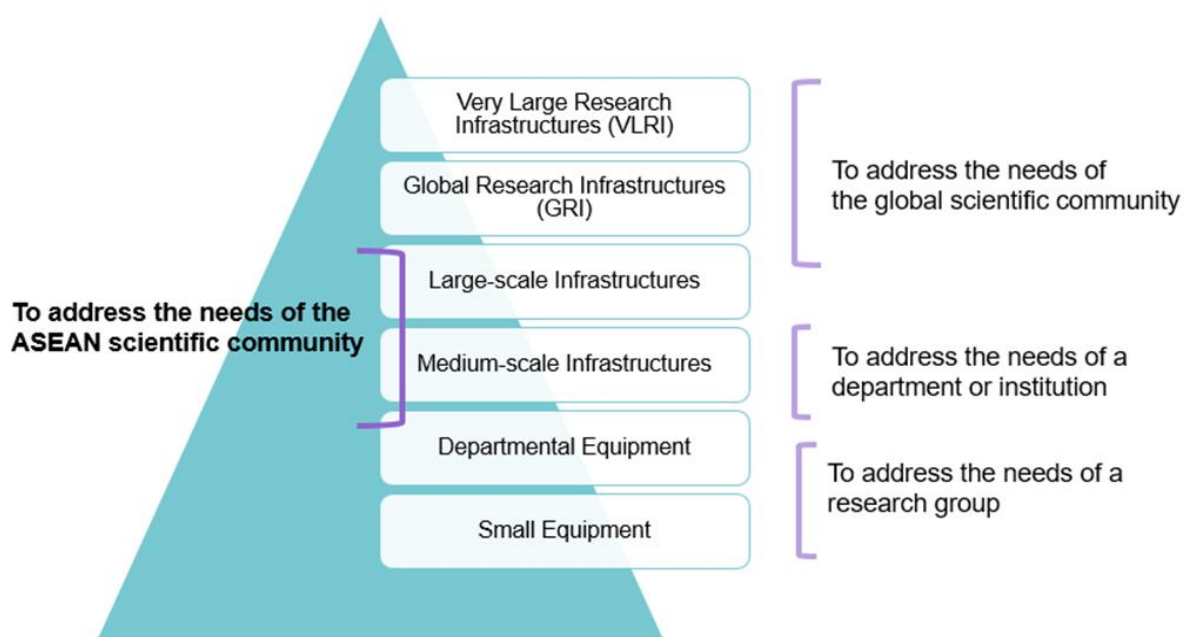 Very Large Research
Infrastructures (VLRI)
Global Research Infrastructures
(GRI)
Large-scale Infrastructures
Medium-scale Infrastructures
Departmental Equipment
Small Equipment
To address the needs of the
ASEAN scientific community
To address the needs of
the global scientific community
To address the needs of a
department or institution
To address the needs of a
research group